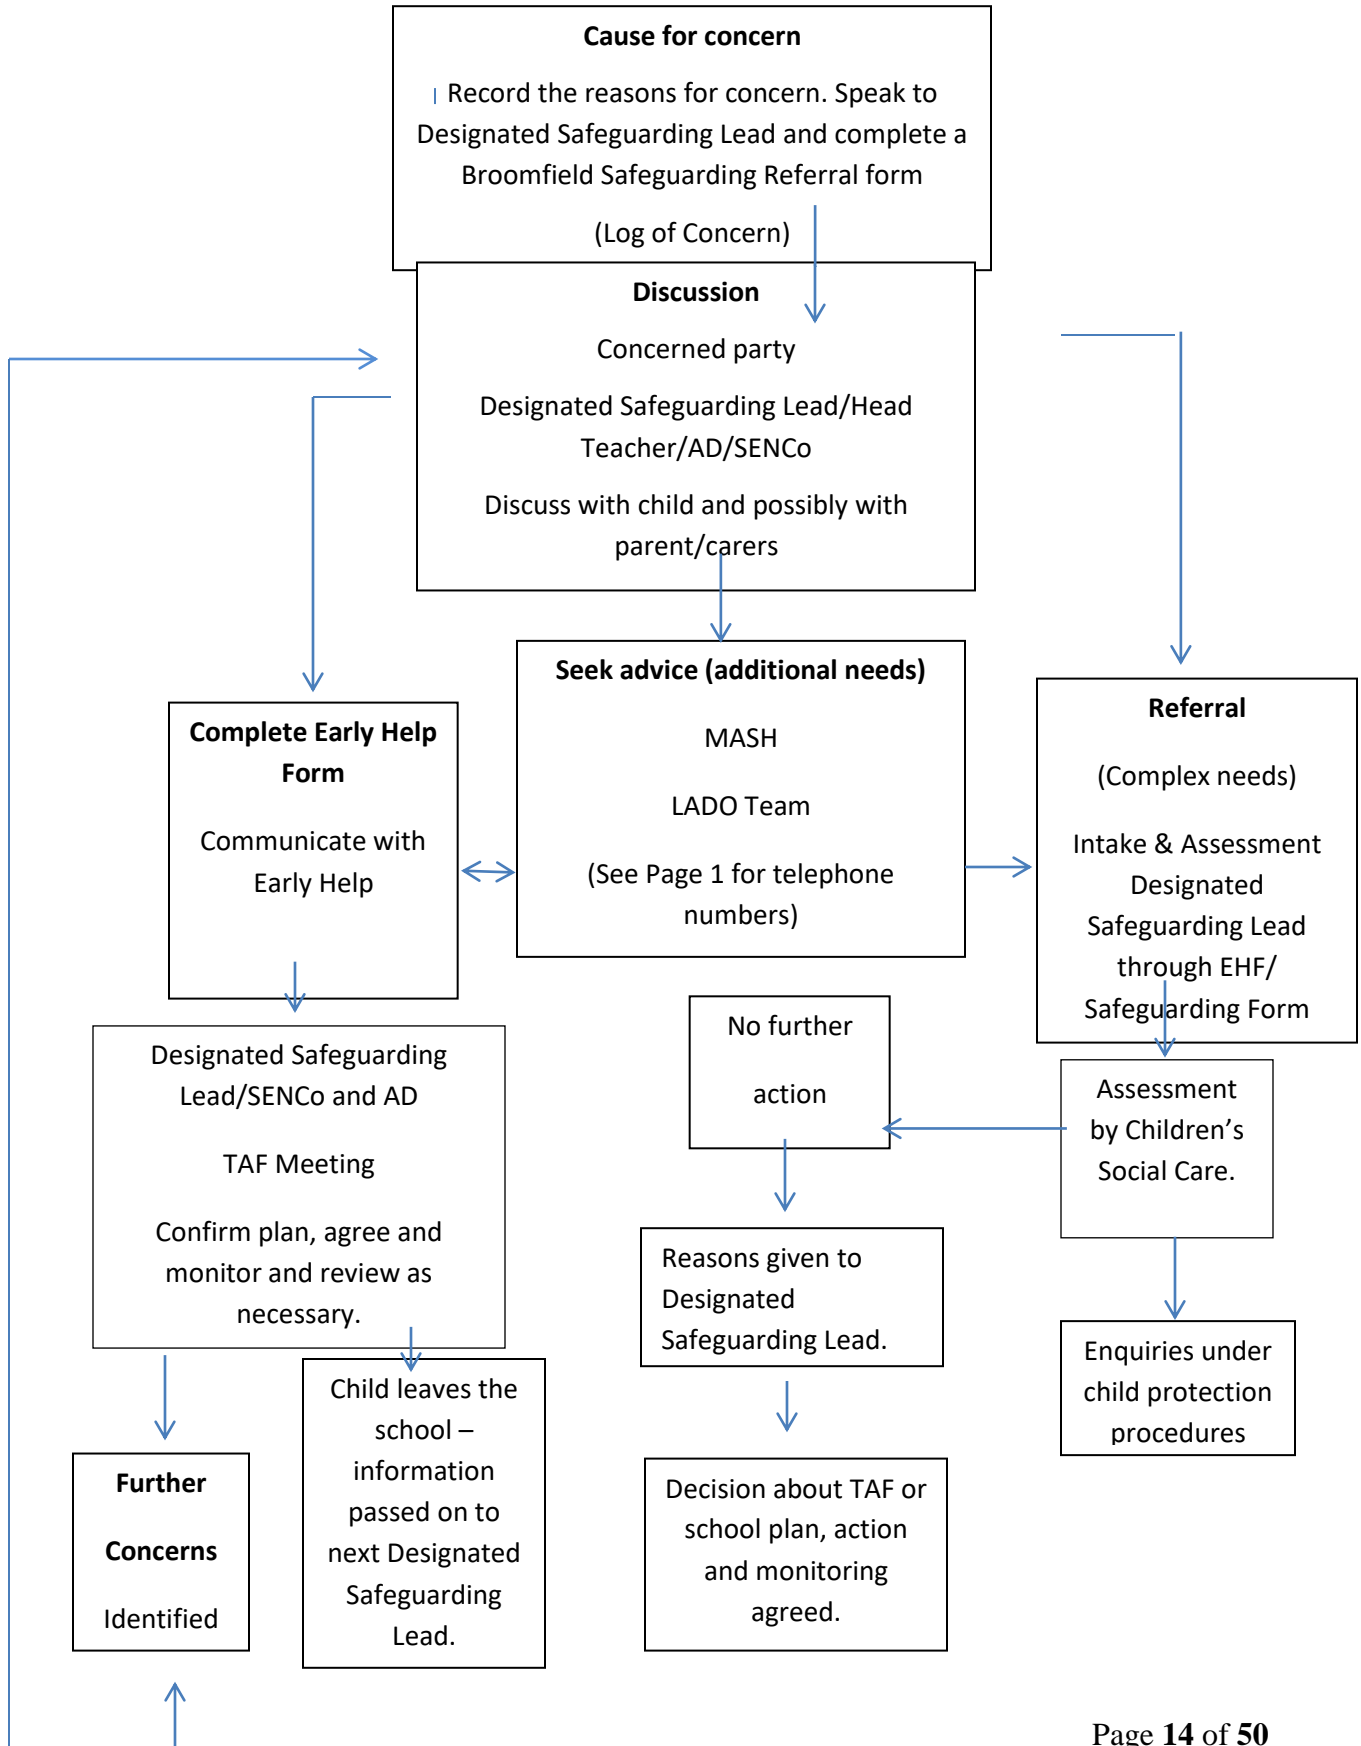 Cause for concern
Record the reasons for concern. Speak to
Designated Safeguarding Lead and complete a
Broomfield Safeguarding Referral form
(Log of Concern)
Discussion
Concerned party
Designated Safeguarding Lead/Head
Teacher/AD/SENCo
Discuss with child and possibly with
parent/carers
Seek advice (additional needs)
MASH
LADO Team
(See Page 1 for telephone
numbers)
Complete Early Help
Form
Communicate with
Early Help
Referral
(Complex needs)
Intake & Assessment
Designated
Safeguarding Lead
through EHF/
Safeguarding Form
Designated Safeguarding
Lead/SENCo and AD
TAF Meeting
Confirm plan, agree and
monitor and review as
necessary.
No further
action
Assessment
by Children’s
Social Care.
Reasons given to
Designated
Safeguarding Lead.
Enquiries under
child protection
procedures
Further
Concerns
Identified
Child leaves the
school –
information
passed on to
next Designated
Safeguarding
Lead.
Decision about TAF or
school plan, action
and monitoring
agreed.
Page 14 of 50